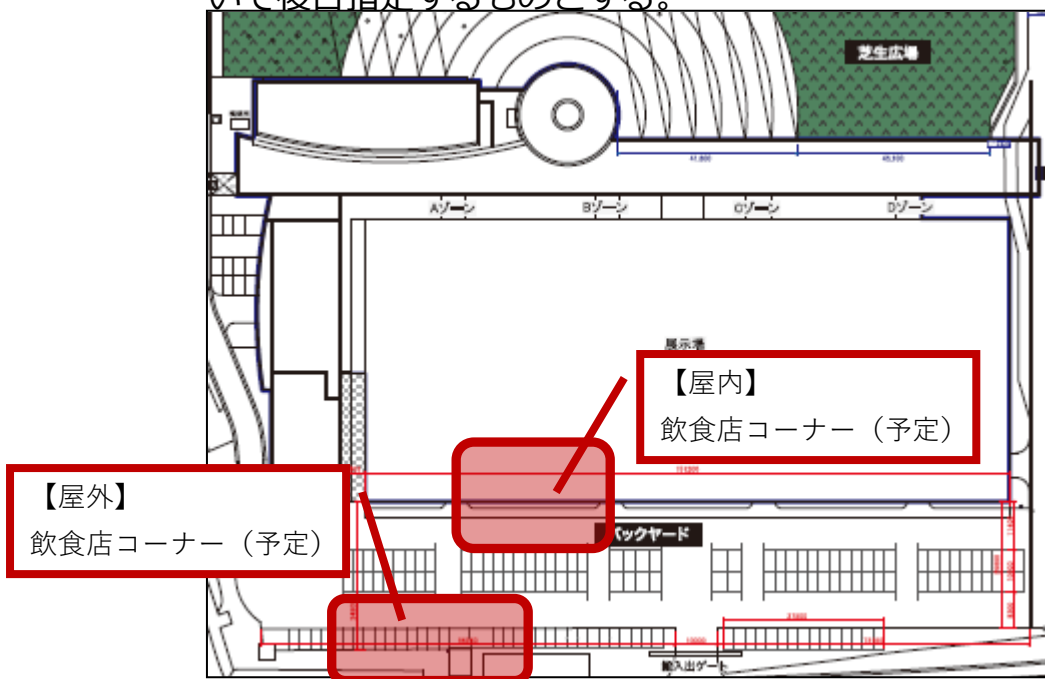 いて後日指定するものとする。
芝生広場
41,800
Aゾーン
Bゾーン
Cゾーン
Dゾーン
展示場
【屋内】
飲食店コーナー（予定）
【屋外】
飲食店コーナー（予定）
バックヤード
搬入出ゲート